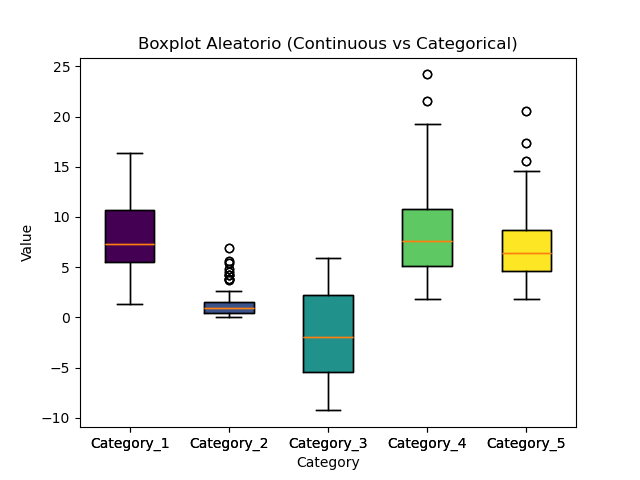 Boxplot Aleatorio (Continuous vs Categorical)
25
20
15
10
5
0
−5
−10
Value
Category_1 Category_2 Category_3 Category_4 Category_5
Category